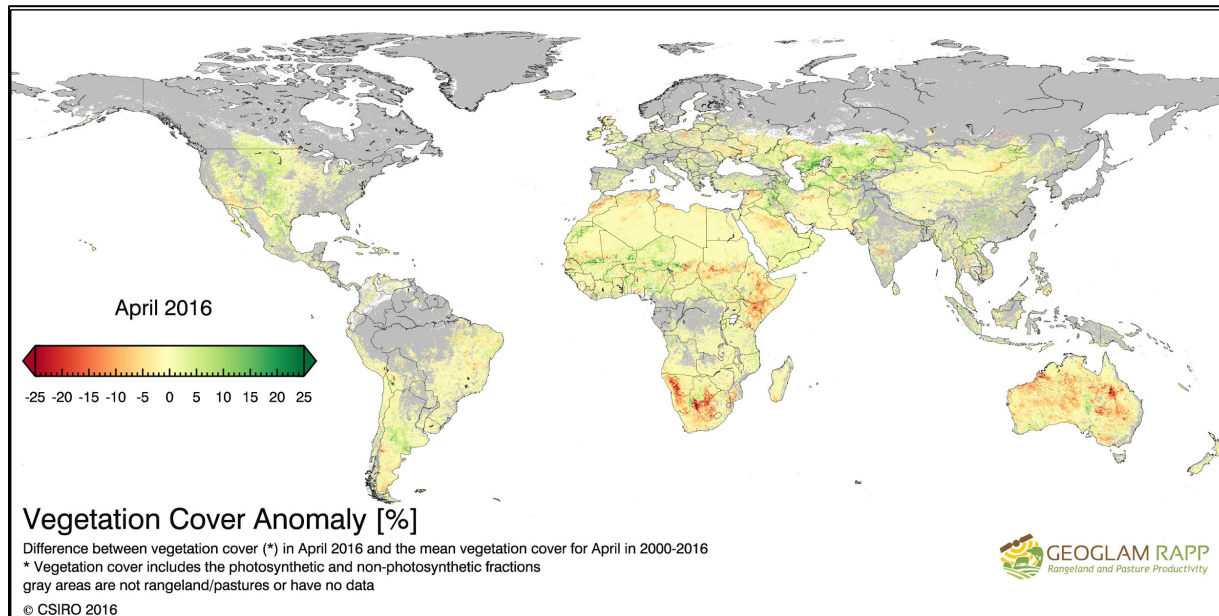 April 2016
-25 -20 -15 -10 -5 0 5 10 15 20 25
Vegetation Cover Anomaly [%]
Difference between vegetation cover (*) in April 2016 and the mean vegetation cover for April in 2000-2016
* Vegetation cover includes the photosynthetic and non-photosynthetic fractions
gray areas are not rangeland/pastures or have no data
© CSIRO 2016
GEOGLAM RAPP
Rangeland and Pasture Productivity